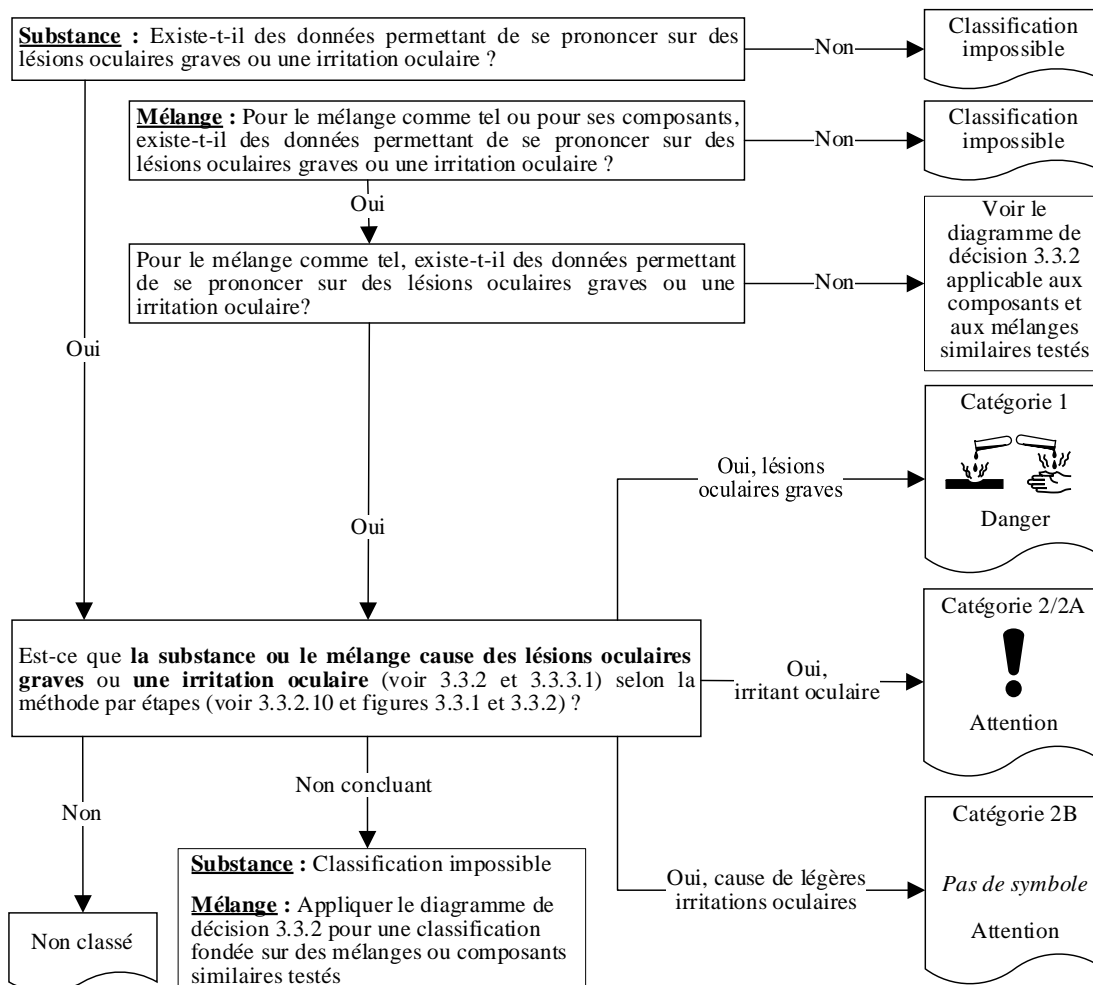 Substance : Existe-t-il des données permettant de se prononcer sur des
lésions oculaires graves ou une irritation oculaire ?
Non
Classification
impossible
Mélange : Pour le mélange comme tel ou pour ses composants,
existe-t-il des données permettant de se prononcer sur des
lésions oculaires graves ou une irritation oculaire ?
Non
Classification
impossible
Oui
Pour le mélange comme tel, existe-t-il des données permettant
de se prononcer sur des lésions oculaires graves ou une
irritation oculaire?
Non
Voir le
diagramme de
décision 3.3.2
applicable aux
composants et
aux mélanges
similaires testés
Oui
Oui
Oui, lésions
oculaires graves
Catégorie 1
Danger
Est-ce que la substance ou le mélange cause des lésions oculaires
graves ou une irritation oculaire (voir 3.3.2 et 3.3.3.1) selon la
méthode par étapes (voir 3.3.2.10 et figures 3.3.1 et 3.3.2) ?
Oui,
irritant oculaire
Catégorie 2/2A
Attention
Non
Non concluant
Oui, cause de légères
irritations oculaires
Catégorie 2B
Pas de symbole
Attention
Non classé
Substance : Classification impossible
Mélange : Appliquer le diagramme de
décision 3.3.2 pour une classification
fondée sur des mélanges ou composants
similaires testés